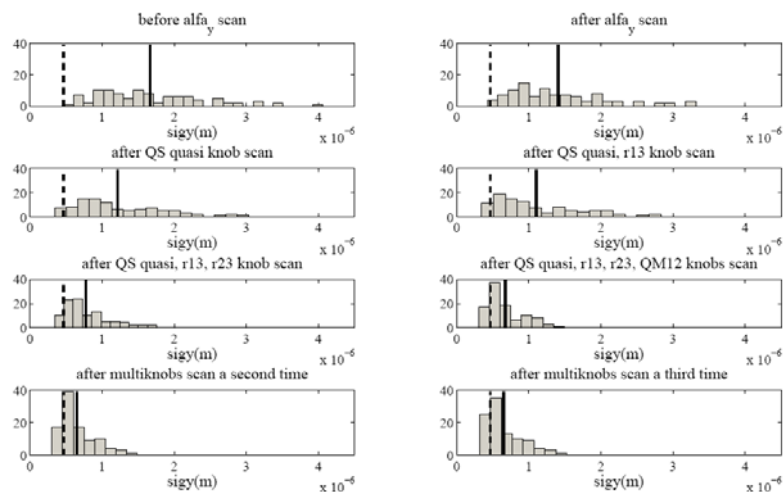 before alfa_y scan
after alfa_y scan
40
20
0
0 1 2 3 4
sigy(m)
x 10^-6
40
20
0
0 1 2 3 4
sigy(m)
x 10^-6
after QS quasi knob scan
after QS quasi, r13 knob scan
40
20
0
0 1 2 3 4
sigy(m)
x 10^-6
40
20
0
0 1 2 3 4
sigy(m)
x 10^-6
after QS quasi, r13, r23 knob scan
after QS quasi, r13, r23, QM12 knobs scan
40
20
0
0 1 2 3 4
sigy(m)
x 10^-6
40
20
0
0 1 2 3 4
sigy(m)
x 10^-6
after multiknobs scan a second time
after multiknobs scan a third time
40
20
0
0 1 2 3 4
sigy(m)
x 10^-6
40
20
0
0 1 2 3 4
sigy(m)
x 10^-6